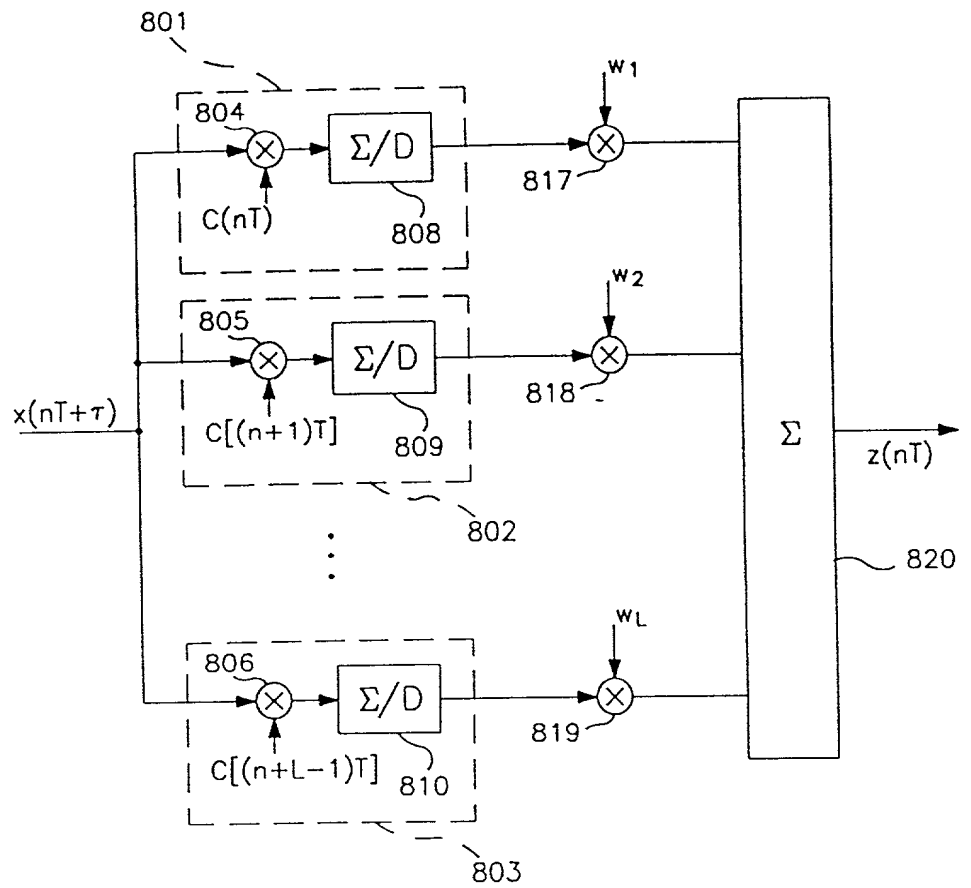 801
w1
804
Σ/D
817
C(nT)
808
w2
805
Σ/D
818
x(nT+τ)
C[(n+1)T]
809
Σ
z(nT)
802
820
wL
806
Σ/D
819
C[(n+L-1)T]
810
803